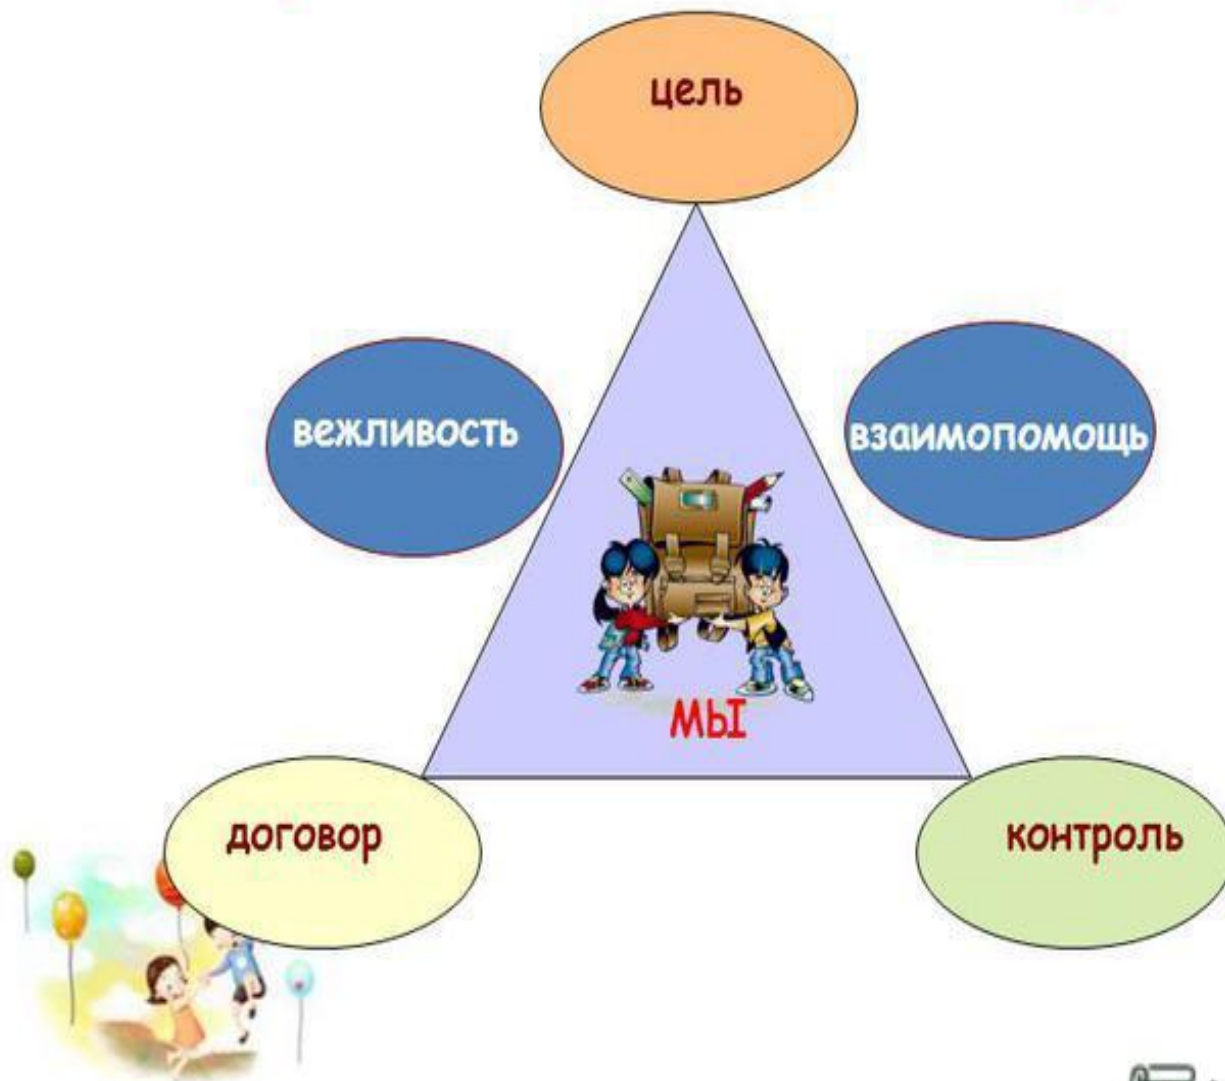 цель
вежливость
взаимопомощь
МЫ
договор
контроль